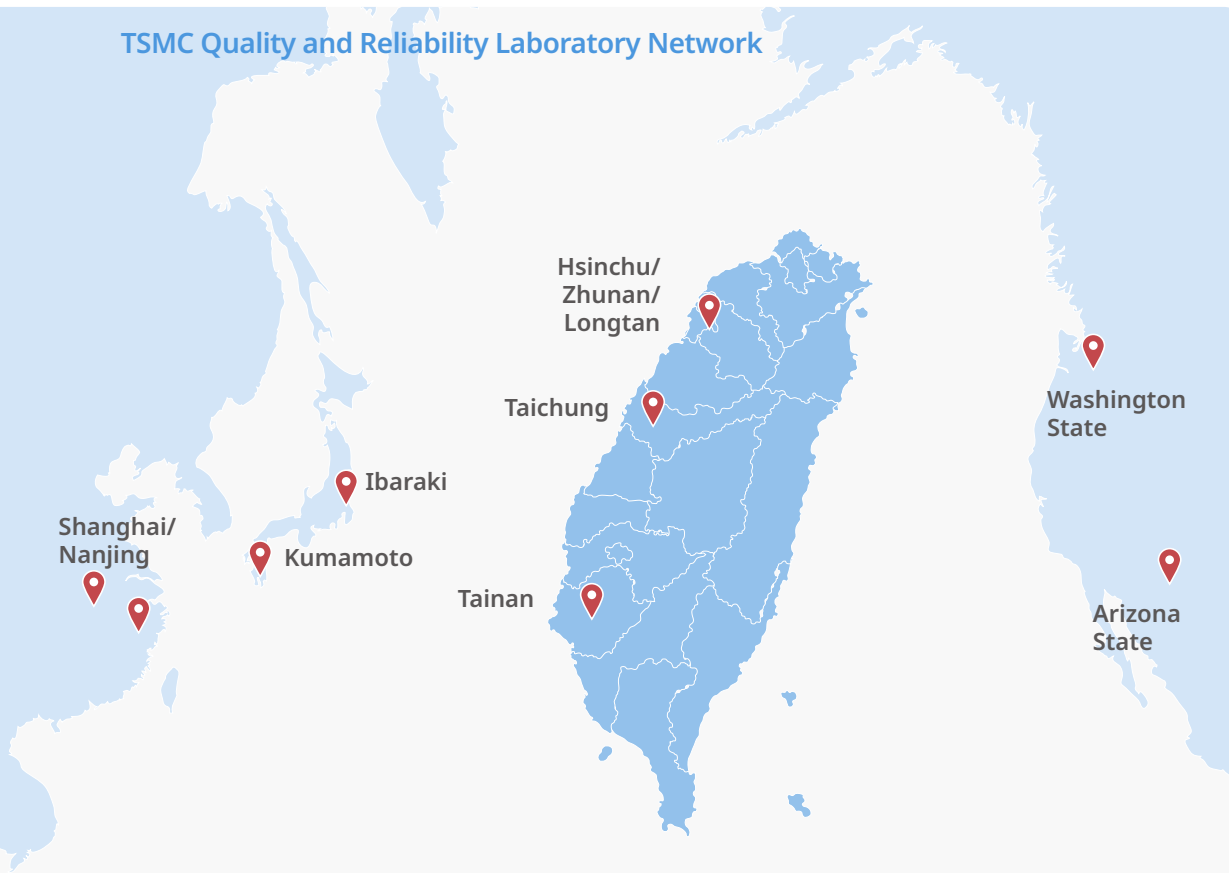 TSMC Quality and Reliability Laboratory Network
Hsinchu/
Zhunan/
Longtan
Taichung
Tainan
Ibaraki
Kumamoto
Shanghai/
Nanjing
Washington
State
Arizona
State